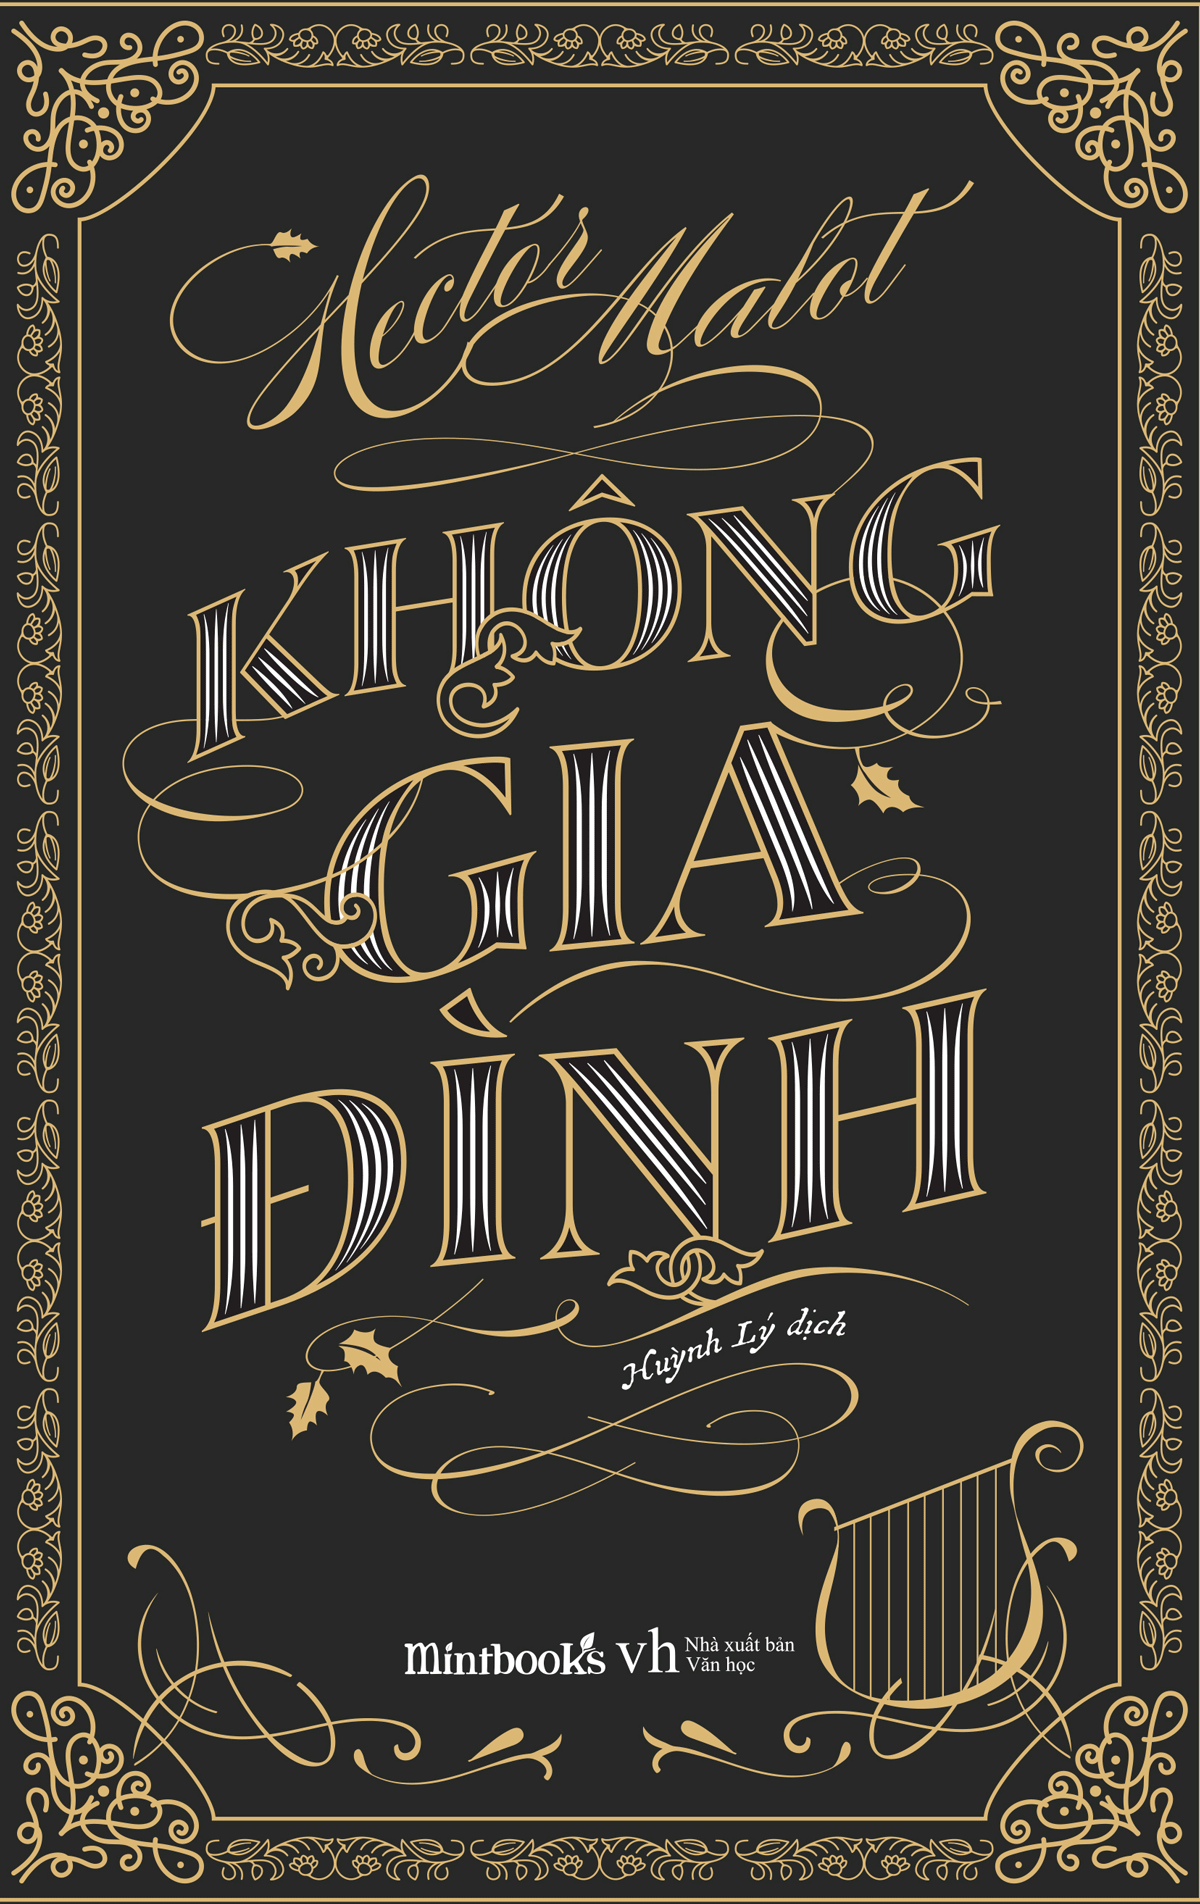 Hector Malot
KHÔNG
GIA
ĐÌNH
Huỳnh Lý dịch
mintbooks vh Nhà xuất bản
Văn học